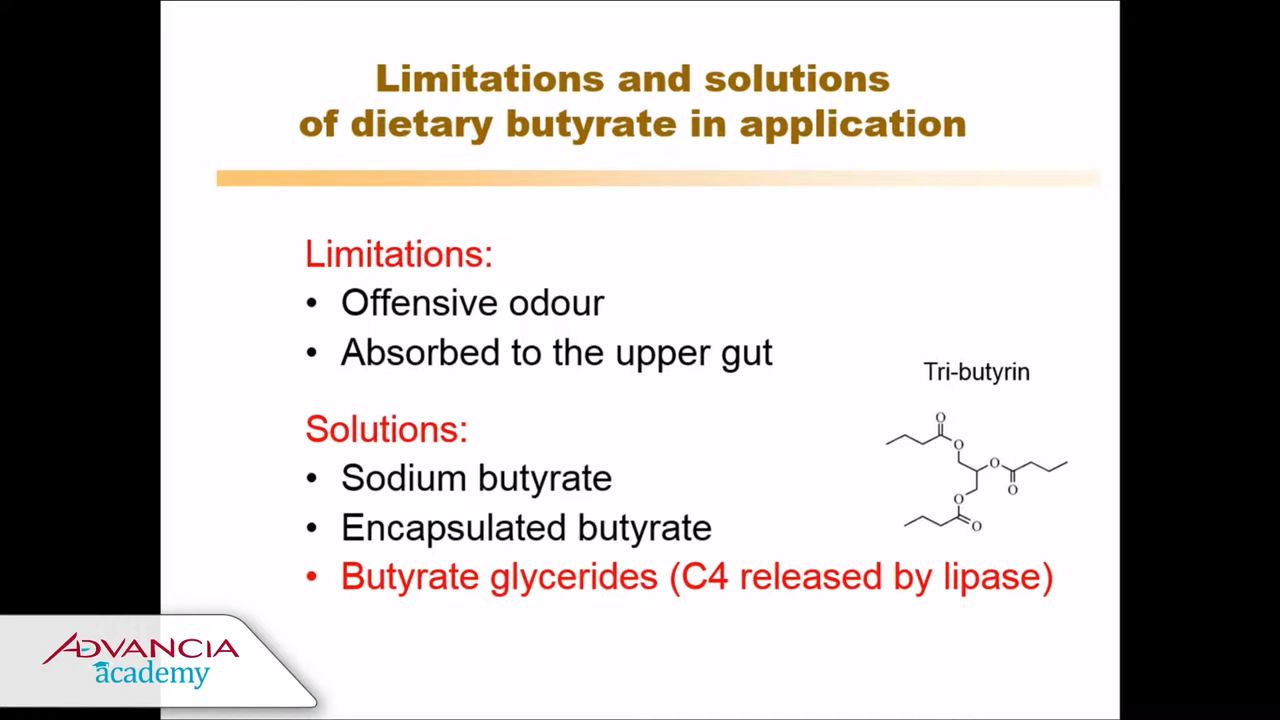 Limitations and solutions
of dietary butyrate in application
Limitations:
• Offensive odour
• Absorbed to the upper gut
Tri-butyrin
O
O
O
O
O
O
Solutions:
• Sodium butyrate
• Encapsulated butyrate
• Butyrate glycerides (C4 released by lipase)
ADVANCIA
academy